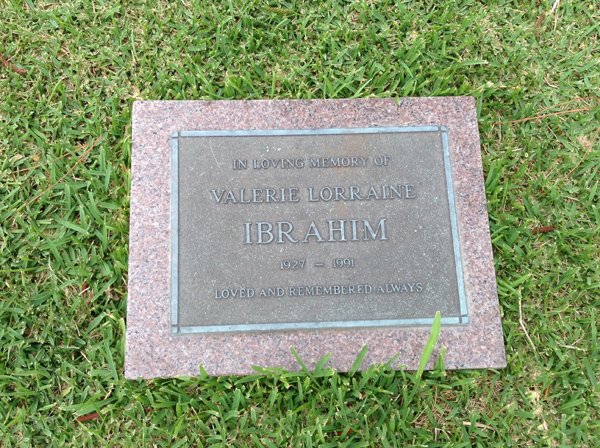 IN LOVING MEMORY OF
VALERIE LORRAINE
IBRAHIM
1927 – 1991
LOVED AND REMEMBERED ALWAYS